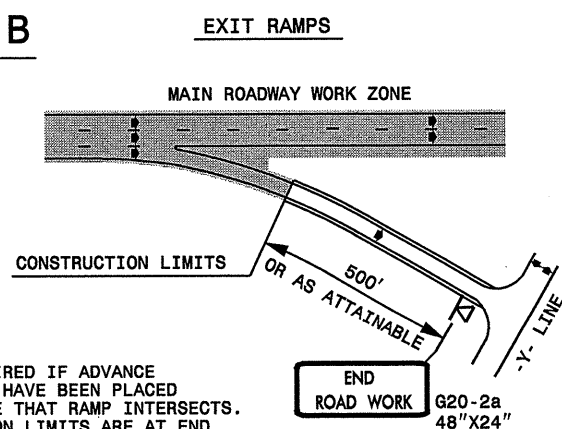 B
EXIT RAMPS
MAIN ROADWAY WORK ZONE
CONSTRUCTION LIMITS
500'
OR AS ATTAINABLE
-Y- LINE
END
ROAD WORK
G20-2a
48"X24"
IRED IF ADVANCE
HAVE BEEN PLACED
E THAT RAMP INTERSECTS.
ON LIMITS ARE AT END